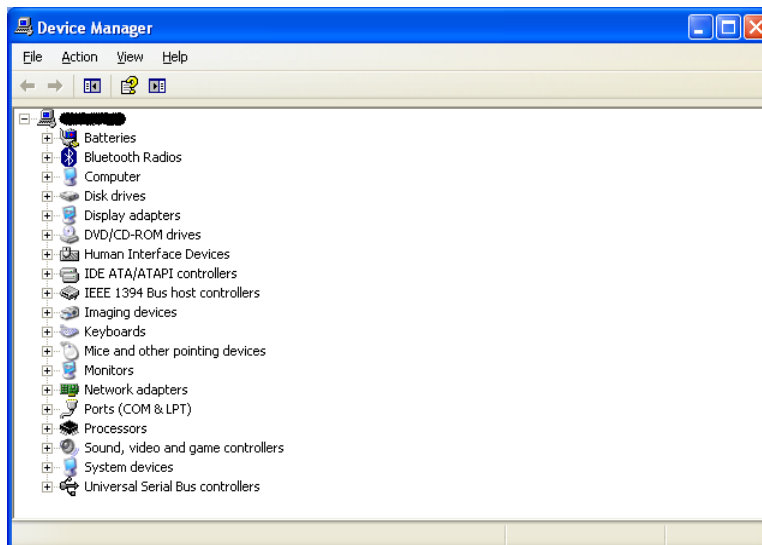 Device Manager
File Action View Help
Batteries
Bluetooth Radios
Computer
Disk drives
Display adapters
DVD/CD-ROM drives
Human Interface Devices
IDE ATA/ATAPI controllers
IEEE 1394 Bus host controllers
Imaging devices
Keyboards
Mice and other pointing devices
Monitors
Network adapters
Ports (COM & LPT)
Processors
Sound, video and game controllers
System devices
Universal Serial Bus controllers